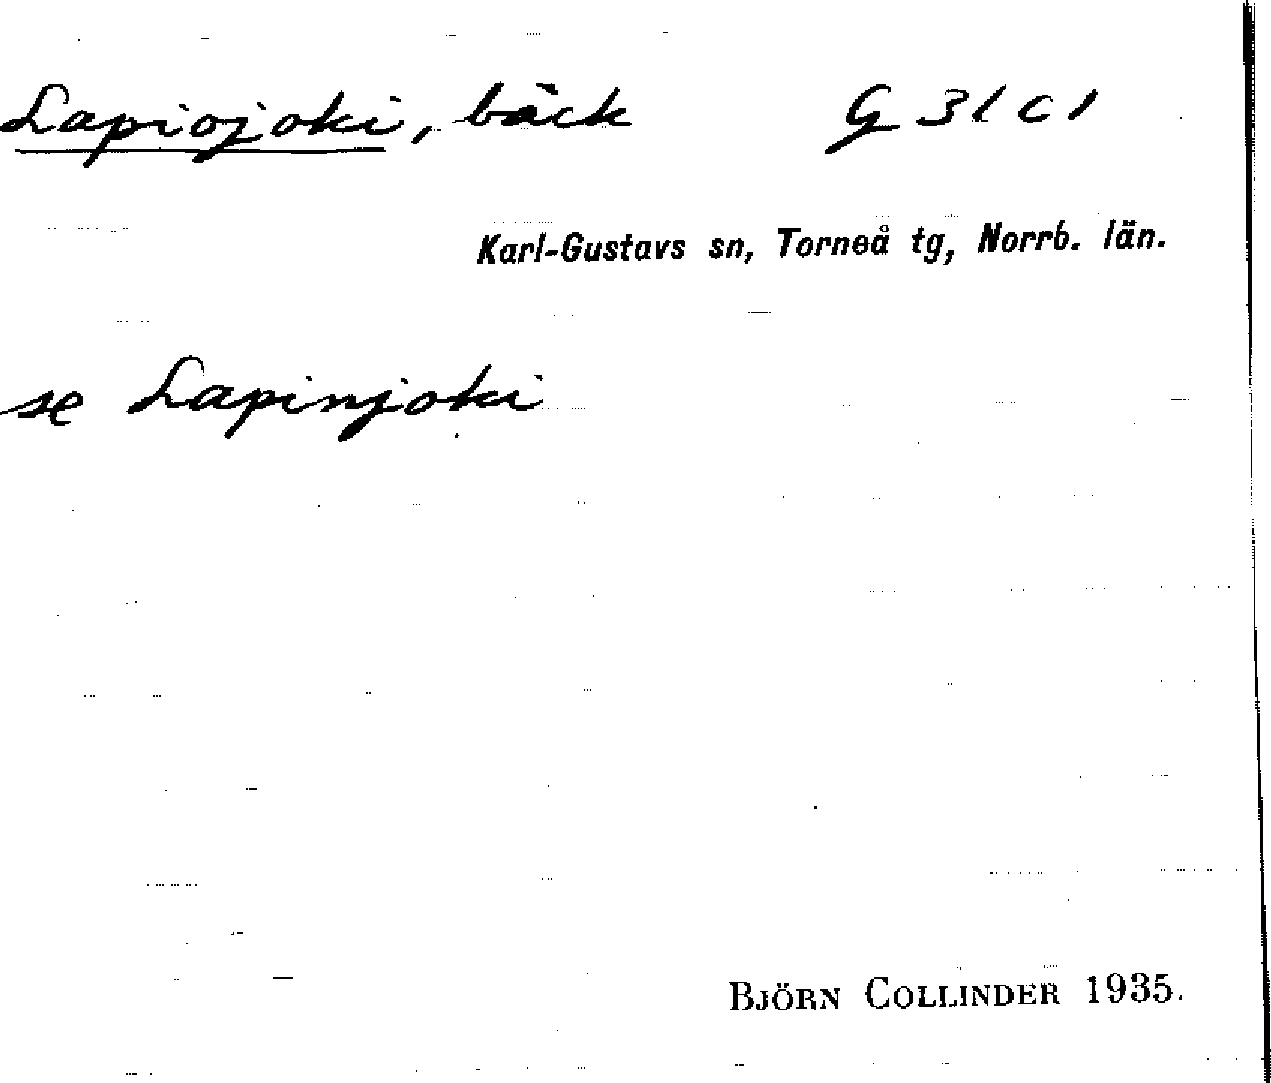 Lapiojoki, bäck G 31 c 1
Karl-Gustavs sn, Torneå tg, Norrb. län.
se Lapinjoki
BJÖRN COLLINDER 1935.